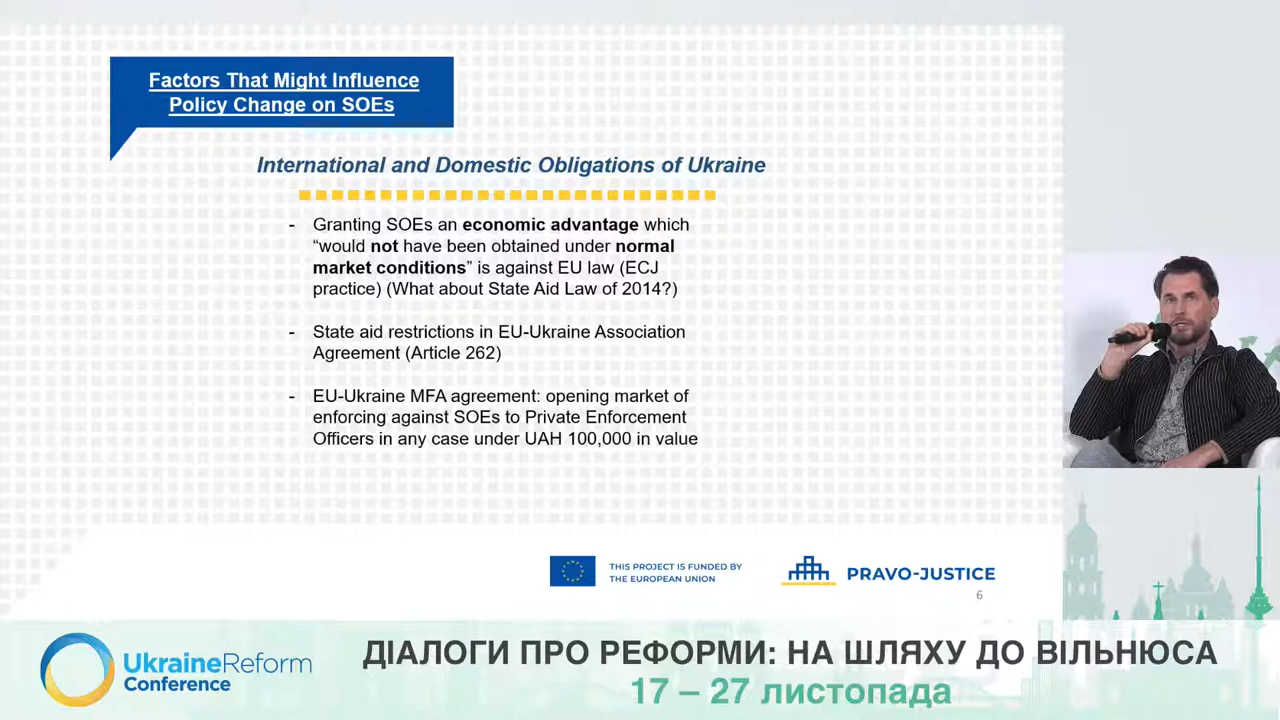 Factors That Might Influence
Policy Change on SOEs
International and Domestic Obligations of Ukraine
- Granting SOEs an economic advantage which
“would not have been obtained under normal
market conditions” is against EU law (ECJ
practice) (What about State Aid Law of 2014?)
- State aid restrictions in EU-Ukraine Association
Agreement (Article 262)
- EU-Ukraine MFA agreement: opening market of
enforcing against SOEs to Private Enforcement
Officers in any case under UAH 100,000 in value
THIS PROJECT IS FUNDED BY
THE EUROPEAN UNION
PRAVO-JUSTICE
6
UkraineReform
Conference
ДІАЛОГИ ПРО РЕФОРМИ: НА ШЛЯХУ ДО ВІЛЬНЮСА
17 – 27 листопада